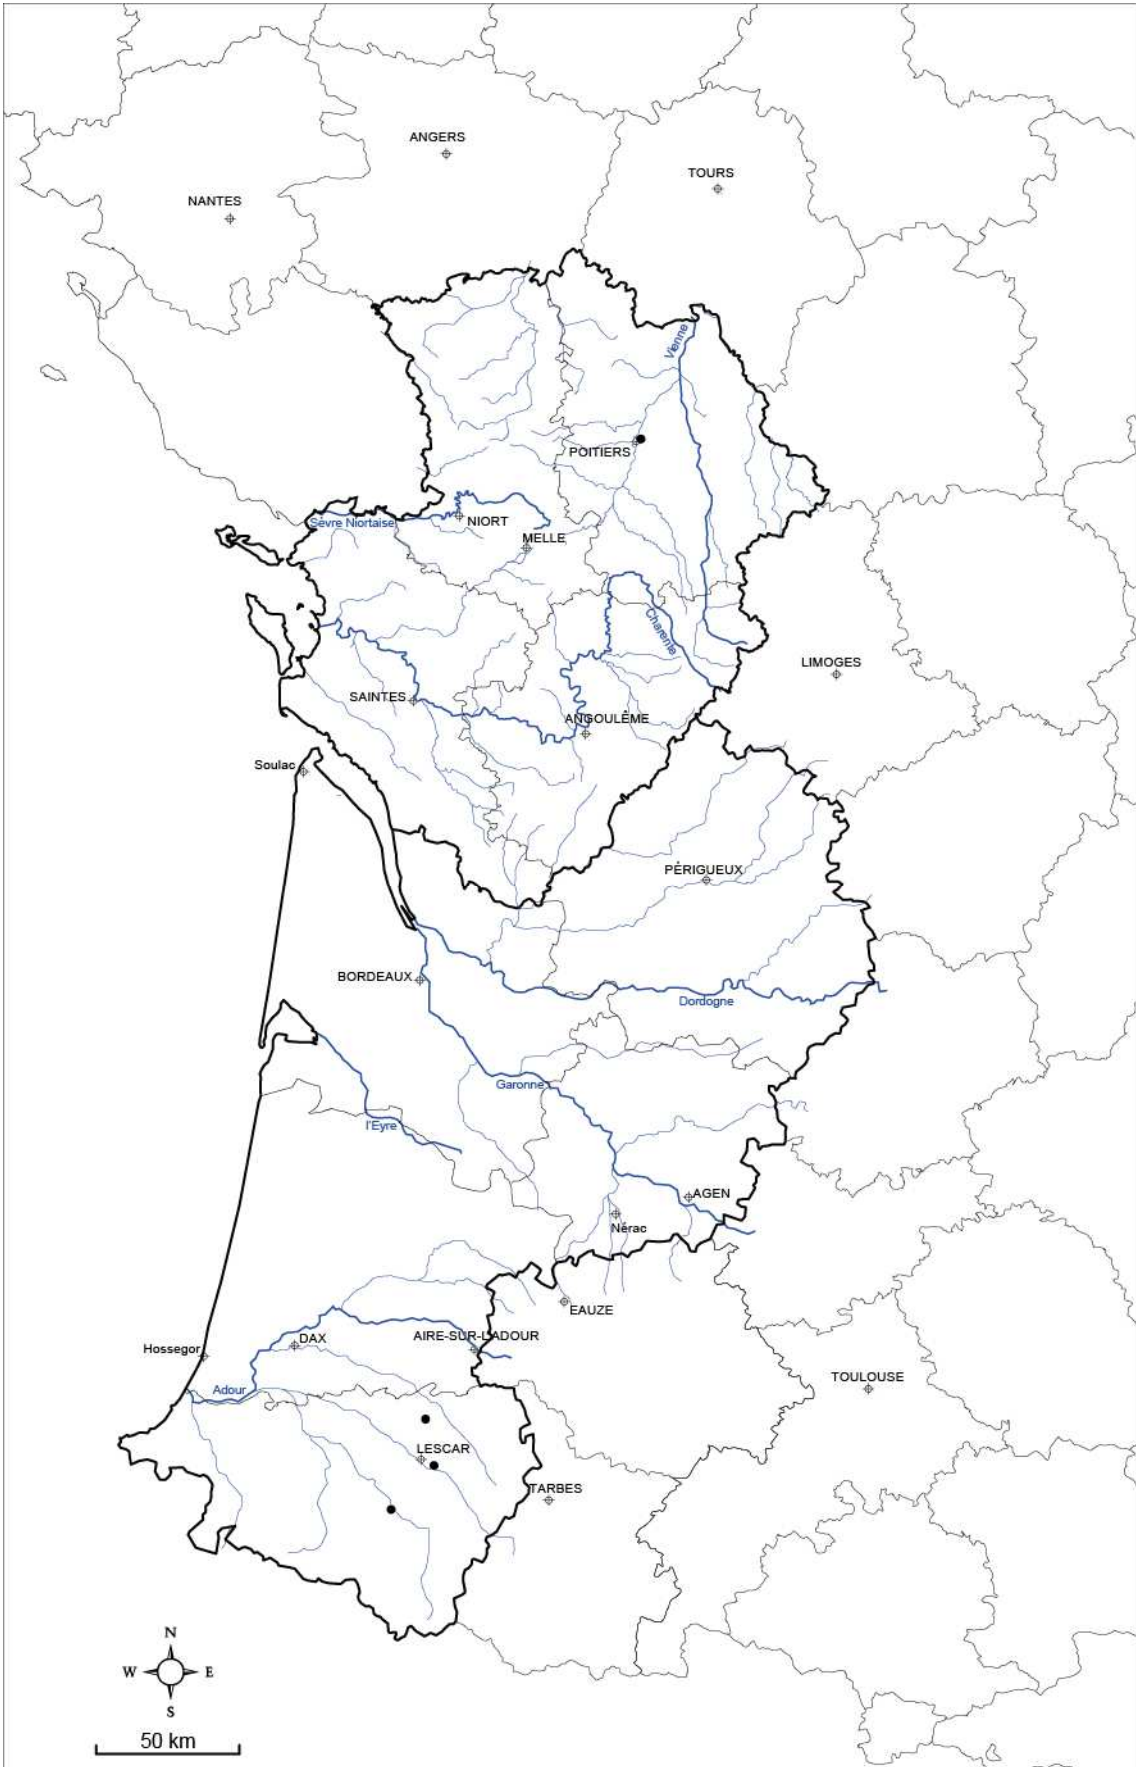 ANGERS
TOURS
NANTES
Vienne
POITIERS
Sèvre Niortaise
NIORT
MELLE
Charente
LIMOGES
SAINTES
ANGOULÊME
Soulac
PÉRIGUEUX
BORDEAUX
Dordogne
Garonne
l'Eyre
AGEN
Nérac
EAUZE
AIRE-SUR-L'ADOUR
DAX
Hossegor
TOULOUSE
Adour
LESCAR
TARBES
N
W E
S
50 km